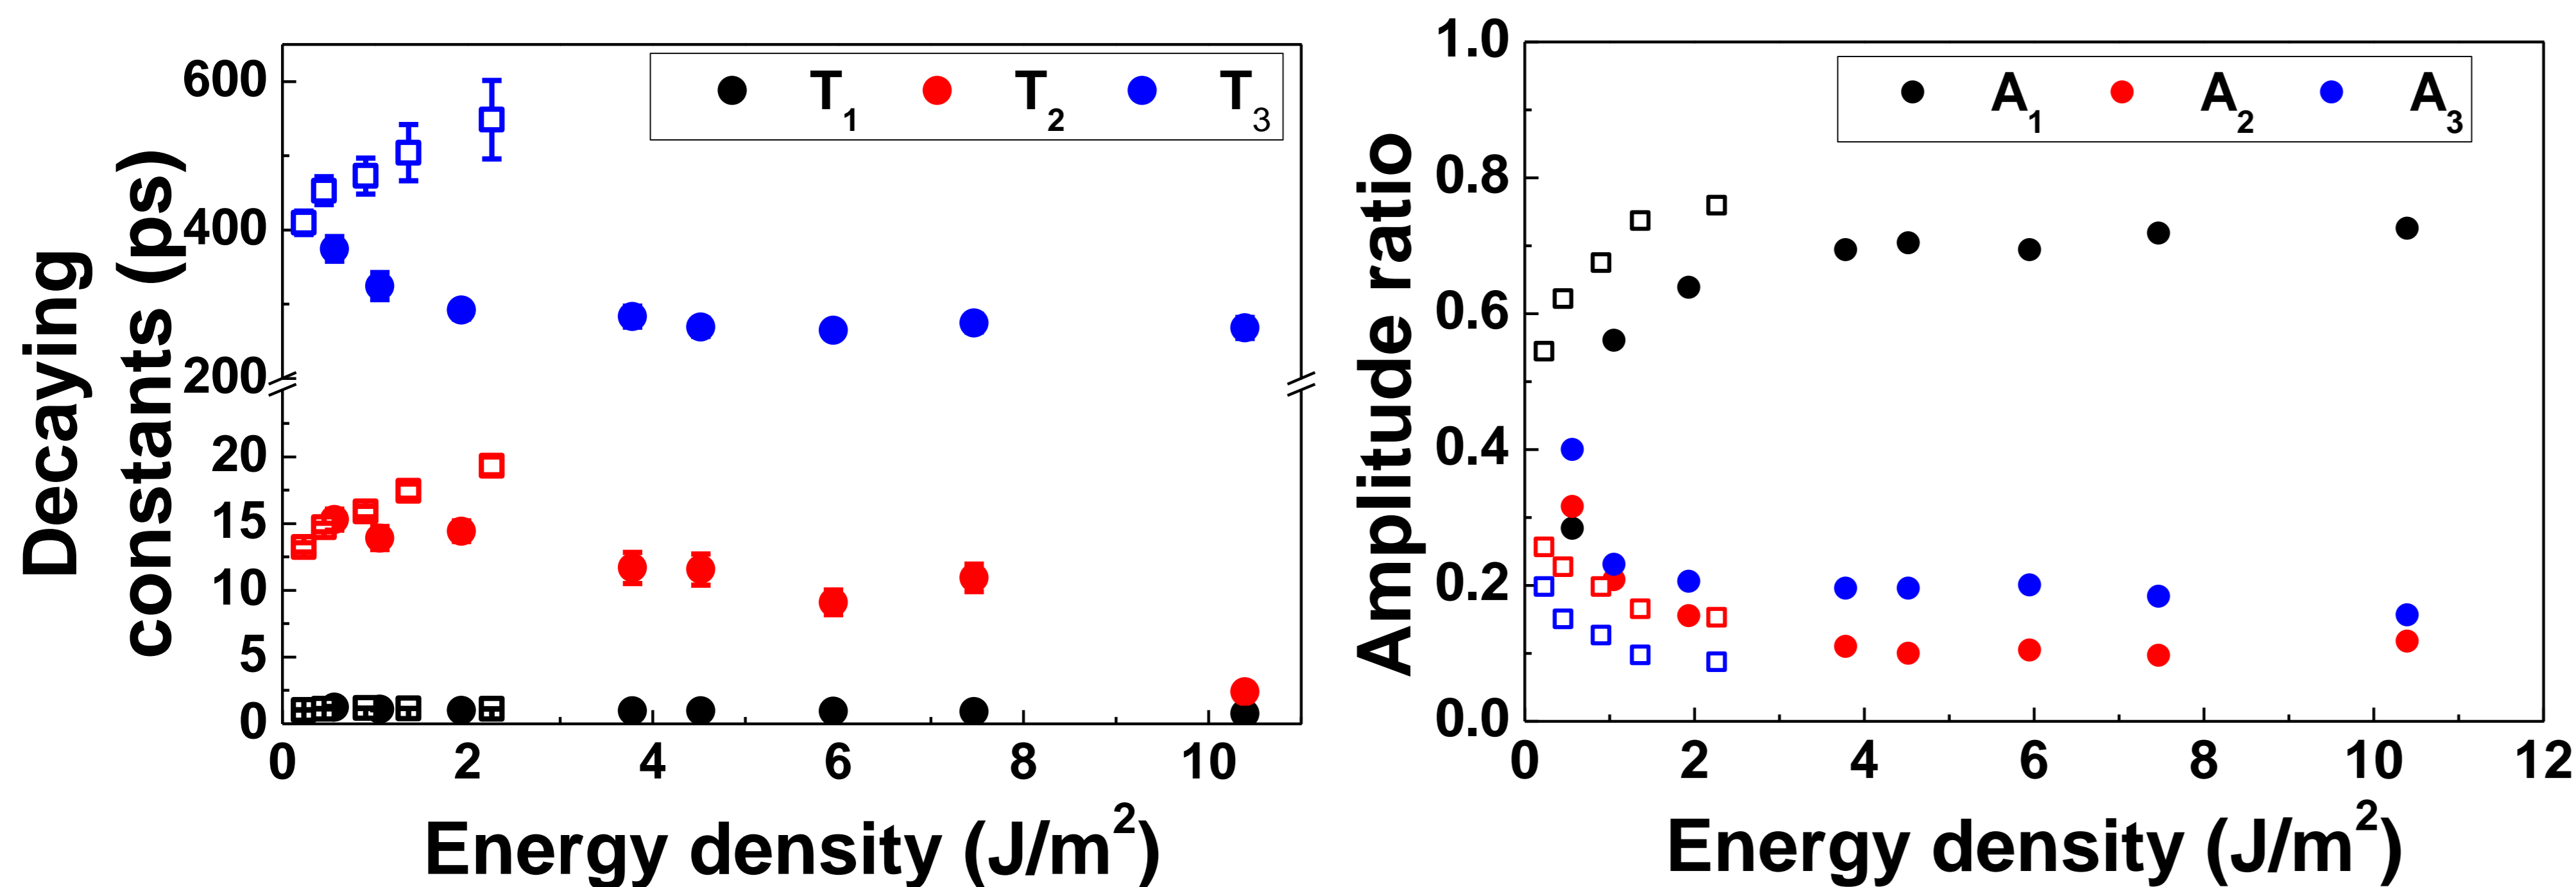 T1 T2 T3
Decaying
constants (ps)
600
400
200
20
15
10
5
0
0 2 4 6 8 10
Energy density (J/m2)
A1 A2 A3
Amplitude ratio
1.0
0.8
0.6
0.4
0.2
0.0
0 2 4 6 8 10 12
Energy density (J/m2)